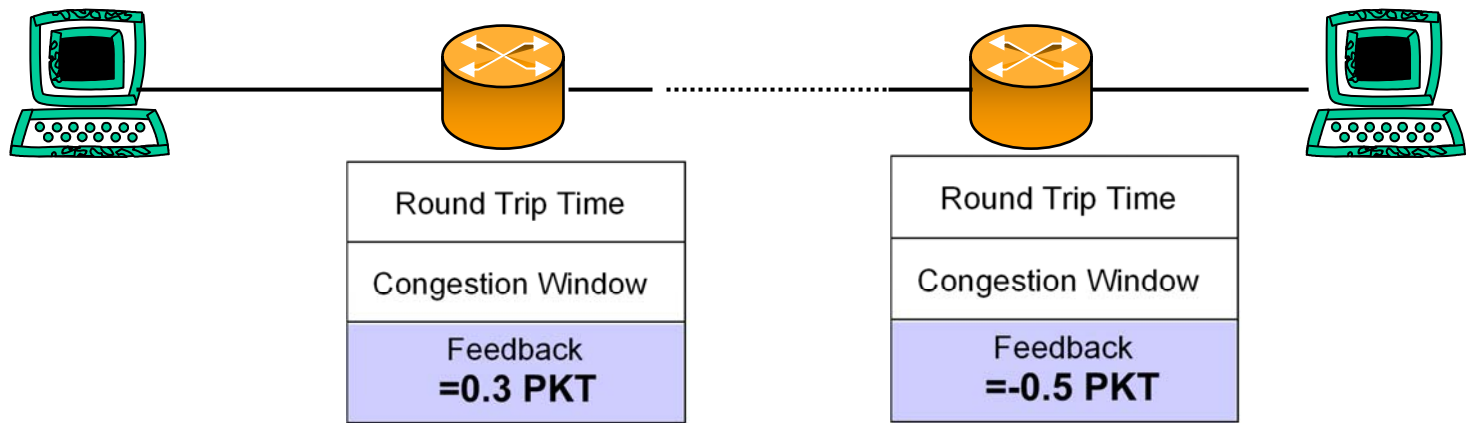 Round Trip Time
Congestion Window
Feedback
=0.3 PKT
Round Trip Time
Congestion Window
Feedback
=-0.5 PKT